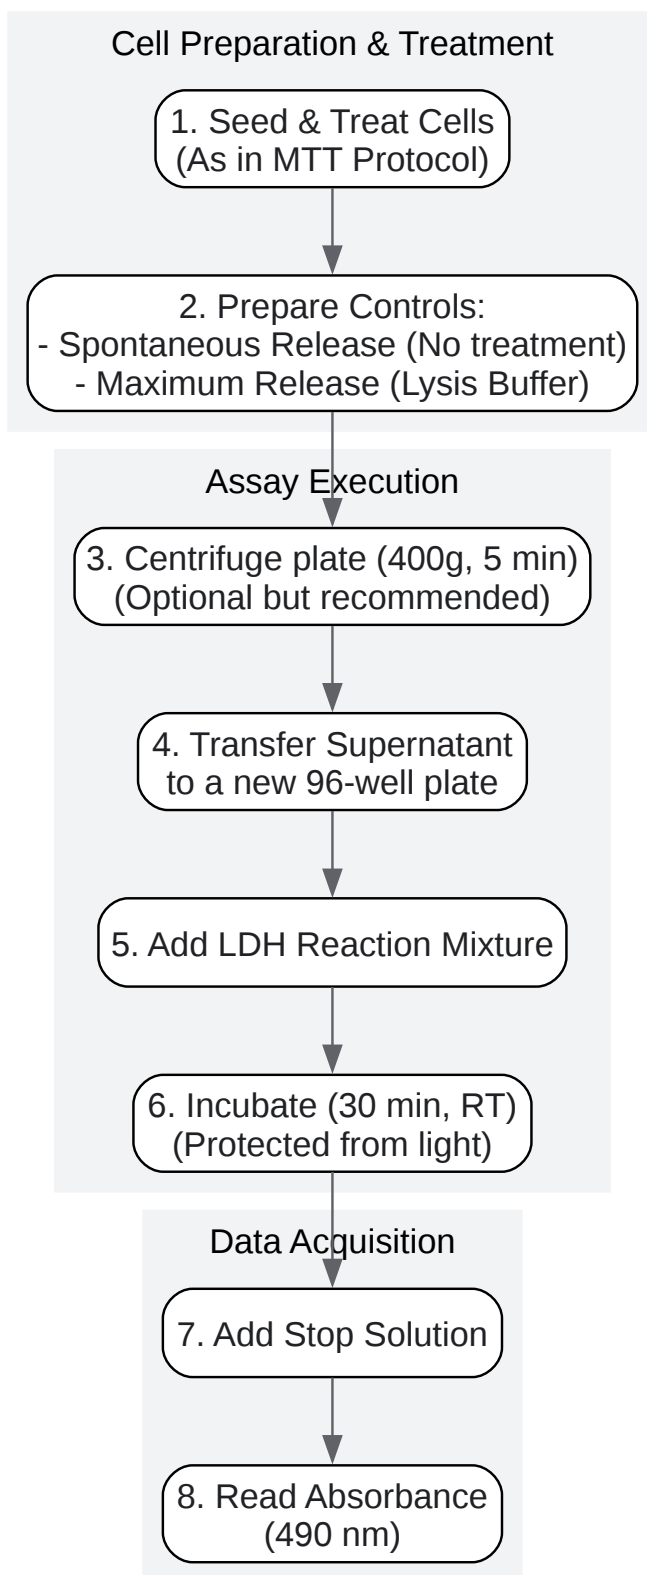 Cell Preparation & Treatment
1. Seed & Treat Cells
(As in MTT Protocol)
2. Prepare Controls:
- Spontaneous Release (No treatment)
- Maximum Release (Lysis Buffer)
Assay Execution
3. Centrifuge plate (400g, 5 min)
(Optional but recommended)
4. Transfer Supernatant
to a new 96-well plate
5. Add LDH Reaction Mixture
6. Incubate (30 min, RT)
(Protected from light)
Data Acquisition
7. Add Stop Solution
8. Read Absorbance
(490 nm)